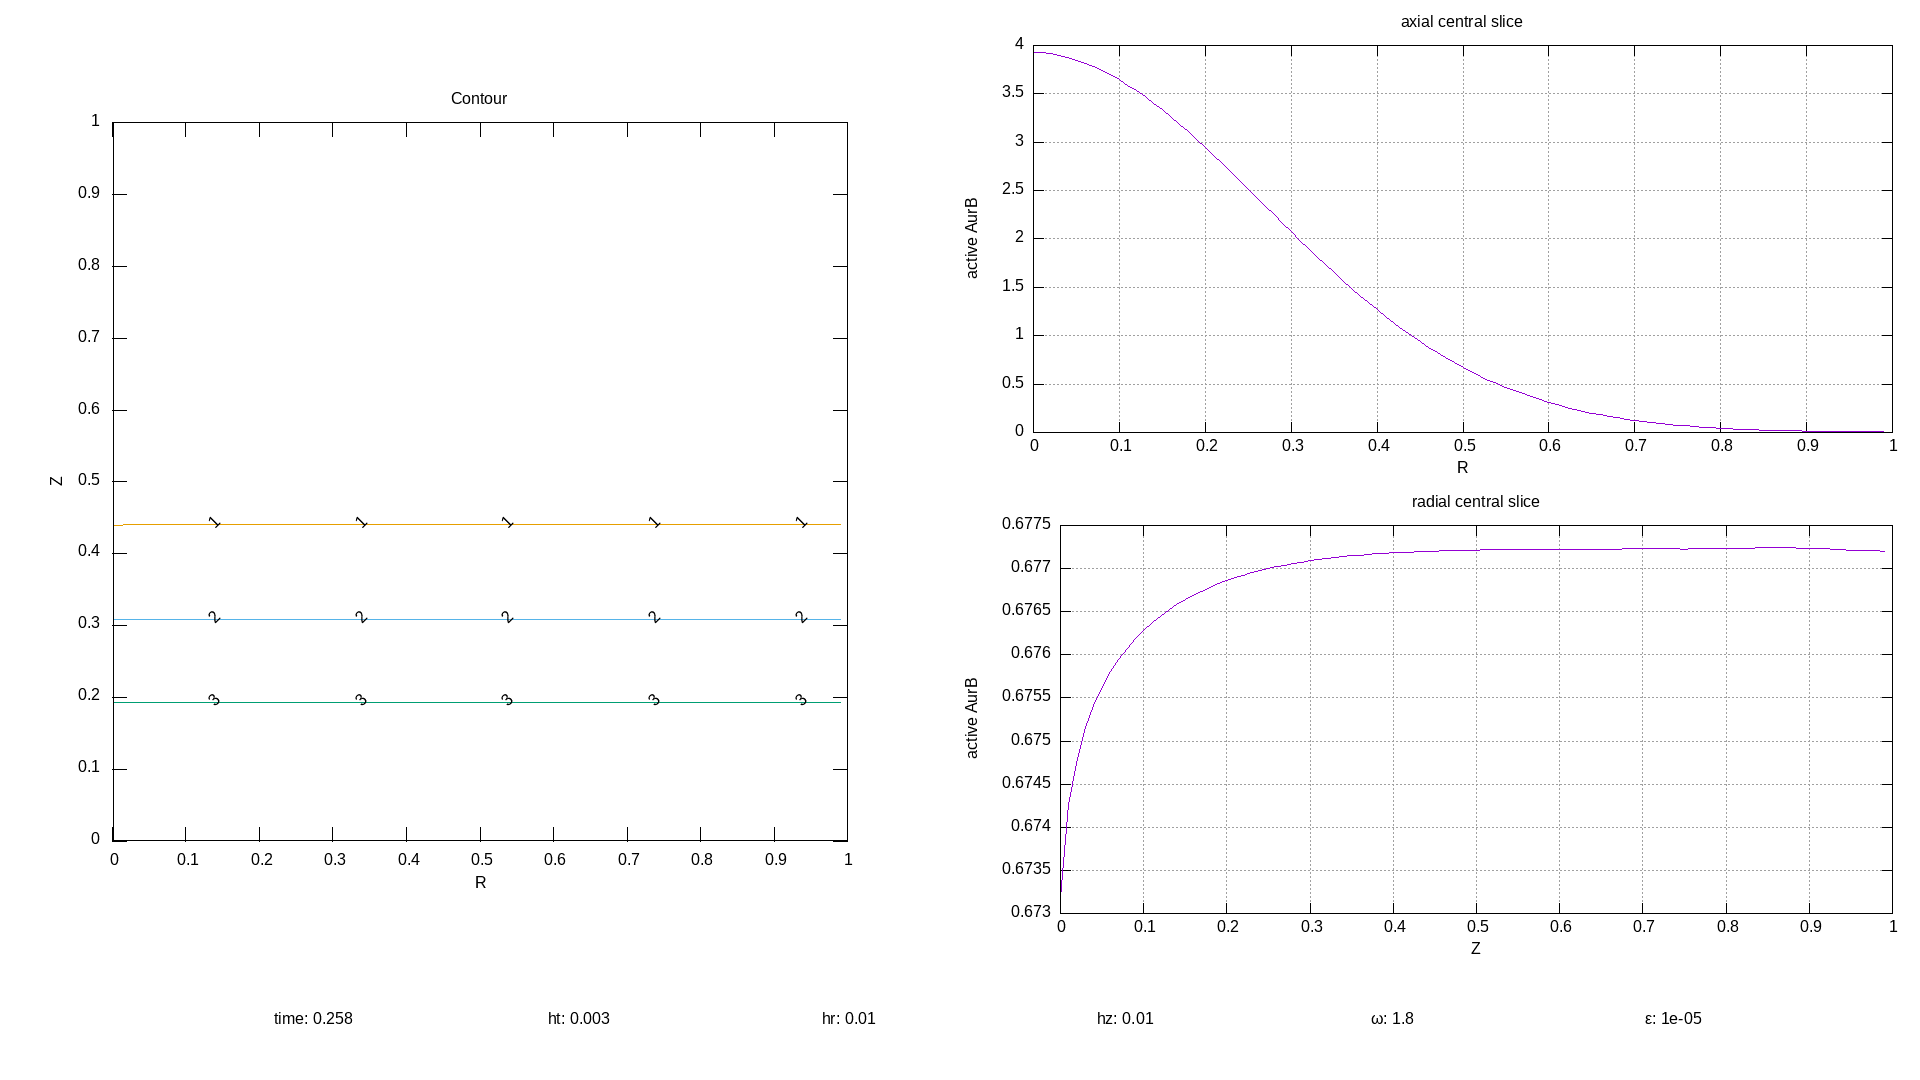 Contour
1
0.9
0.8
0.7
0.6
0.5
0.4
0.3
0.2
0.1
0
Z
1 1 1 1 1
2 2 2 2 2
3 3 3 3 3
0 0.1 0.2 0.3 0.4 0.5 0.6 0.7 0.8 0.9 1
R
axial central slice
4
3.5
3
2.5
2
1.5
1
0.5
0
active AurB
0 0.1 0.2 0.3 0.4 0.5 0.6 0.7 0.8 0.9 1
R
radial central slice
0.6775
0.677
0.6765
0.676
0.6755
0.675
0.6745
0.674
0.6735
0.673
active AurB
0 0.1 0.2 0.3 0.4 0.5 0.6 0.7 0.8 0.9 1
Z
time: 0.258 ht: 0.003 hr: 0.01 hz: 0.01 ω: 1.8 ε: 1e-05